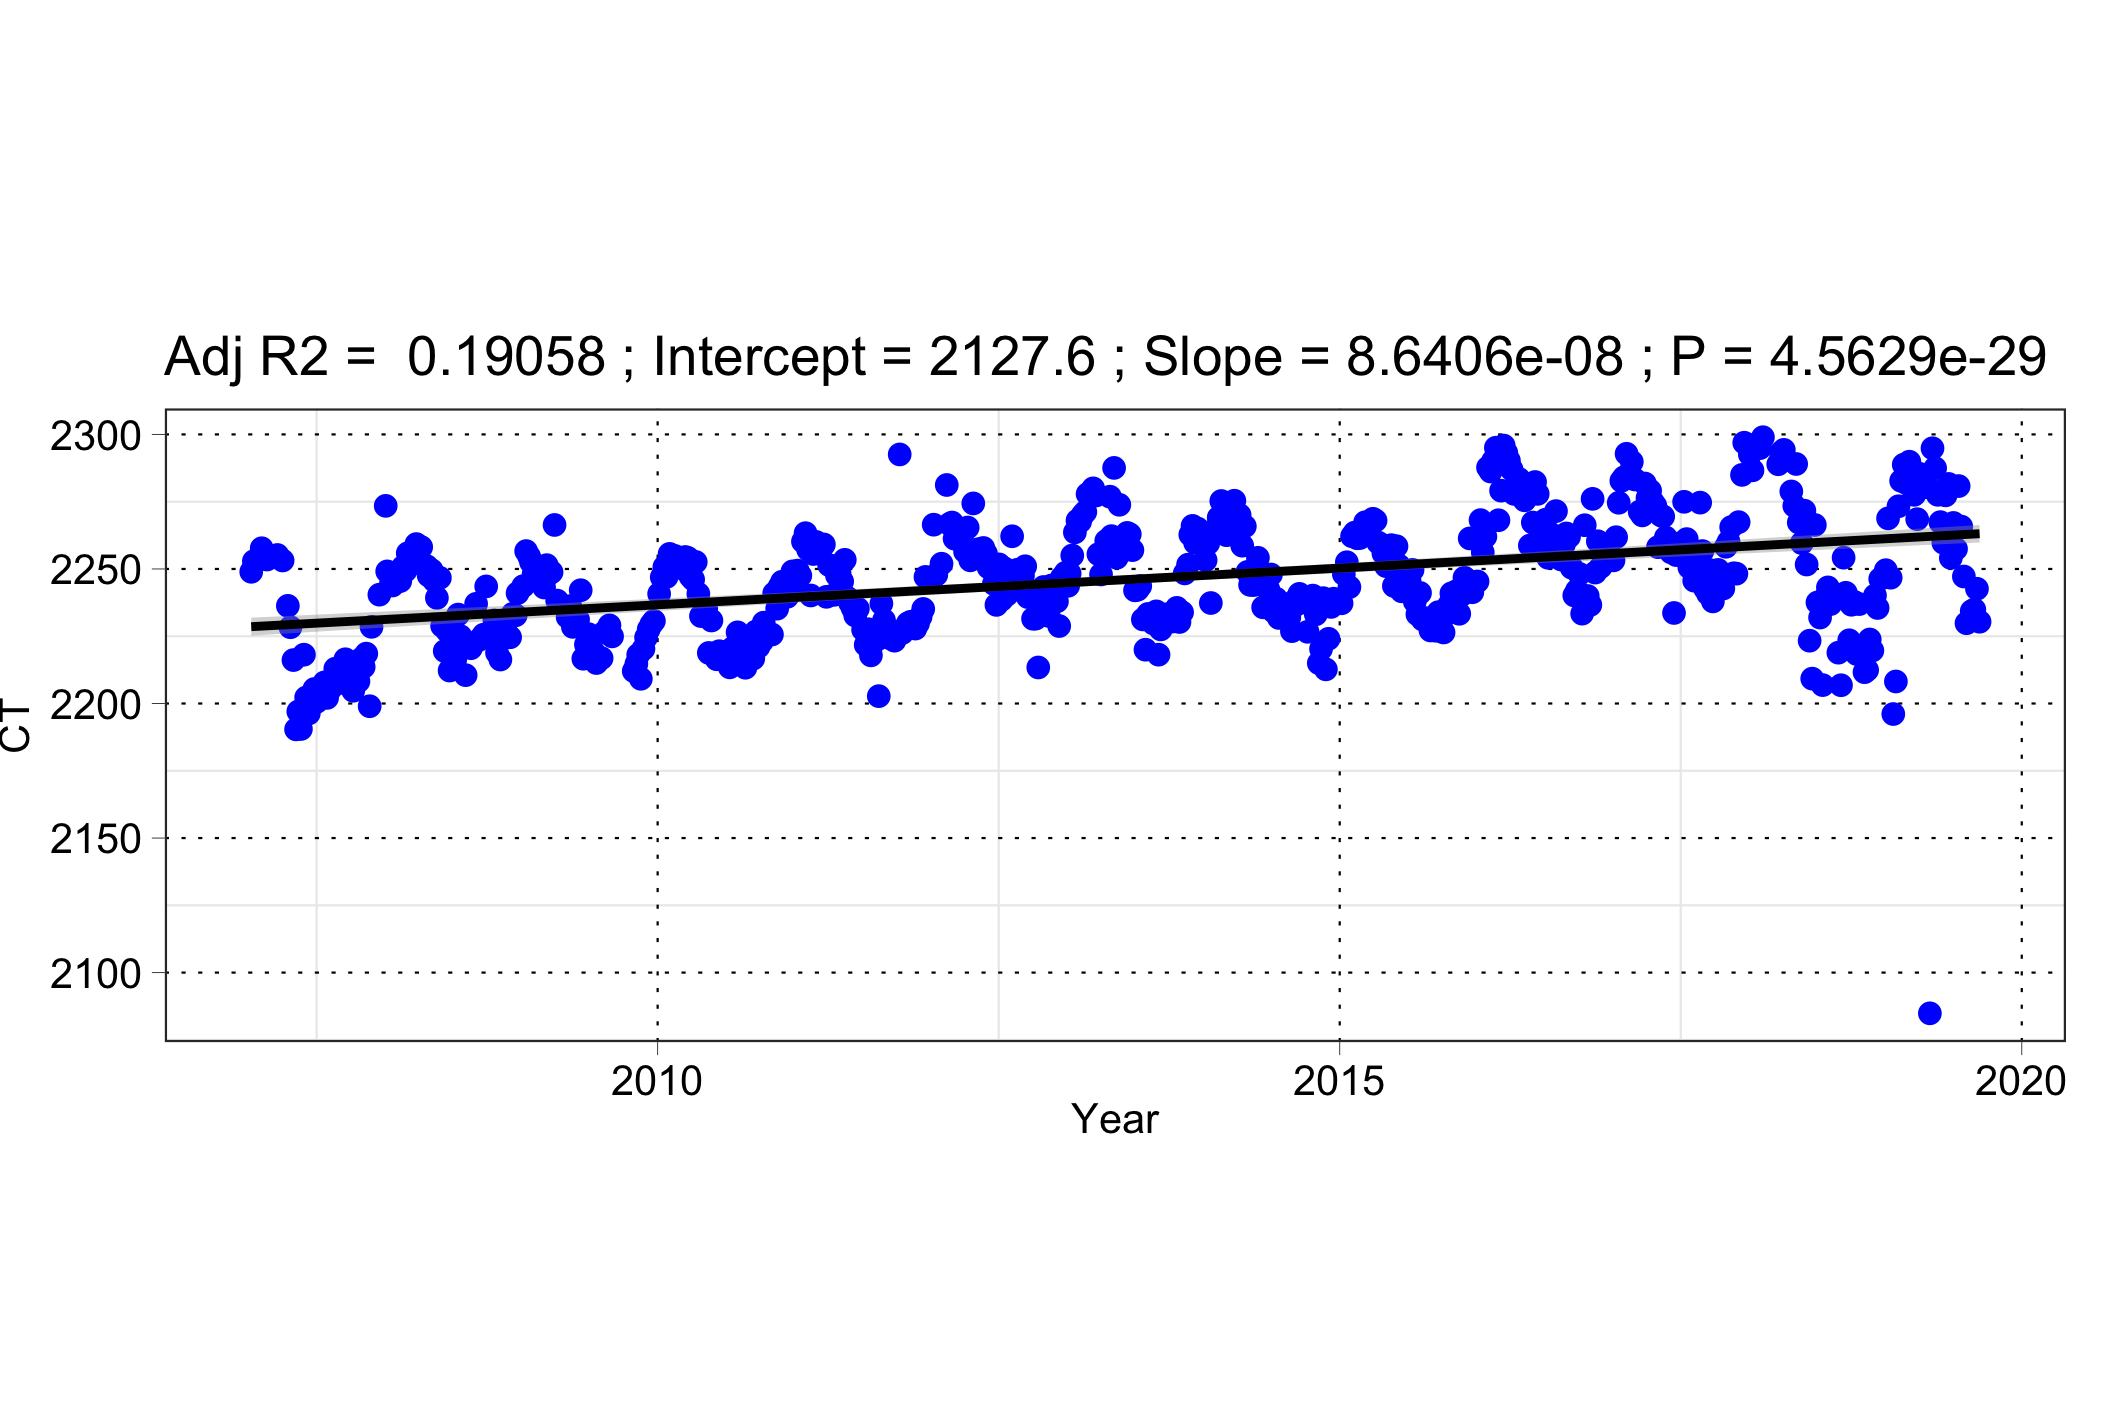 Adj R2 =  0.19058 ; Intercept = 2127.6 ; Slope = 8.6406e-08 ; P = 4.5629e-29
2300
2250
2200
2150
2100
CT
2010
2015
2020
Year